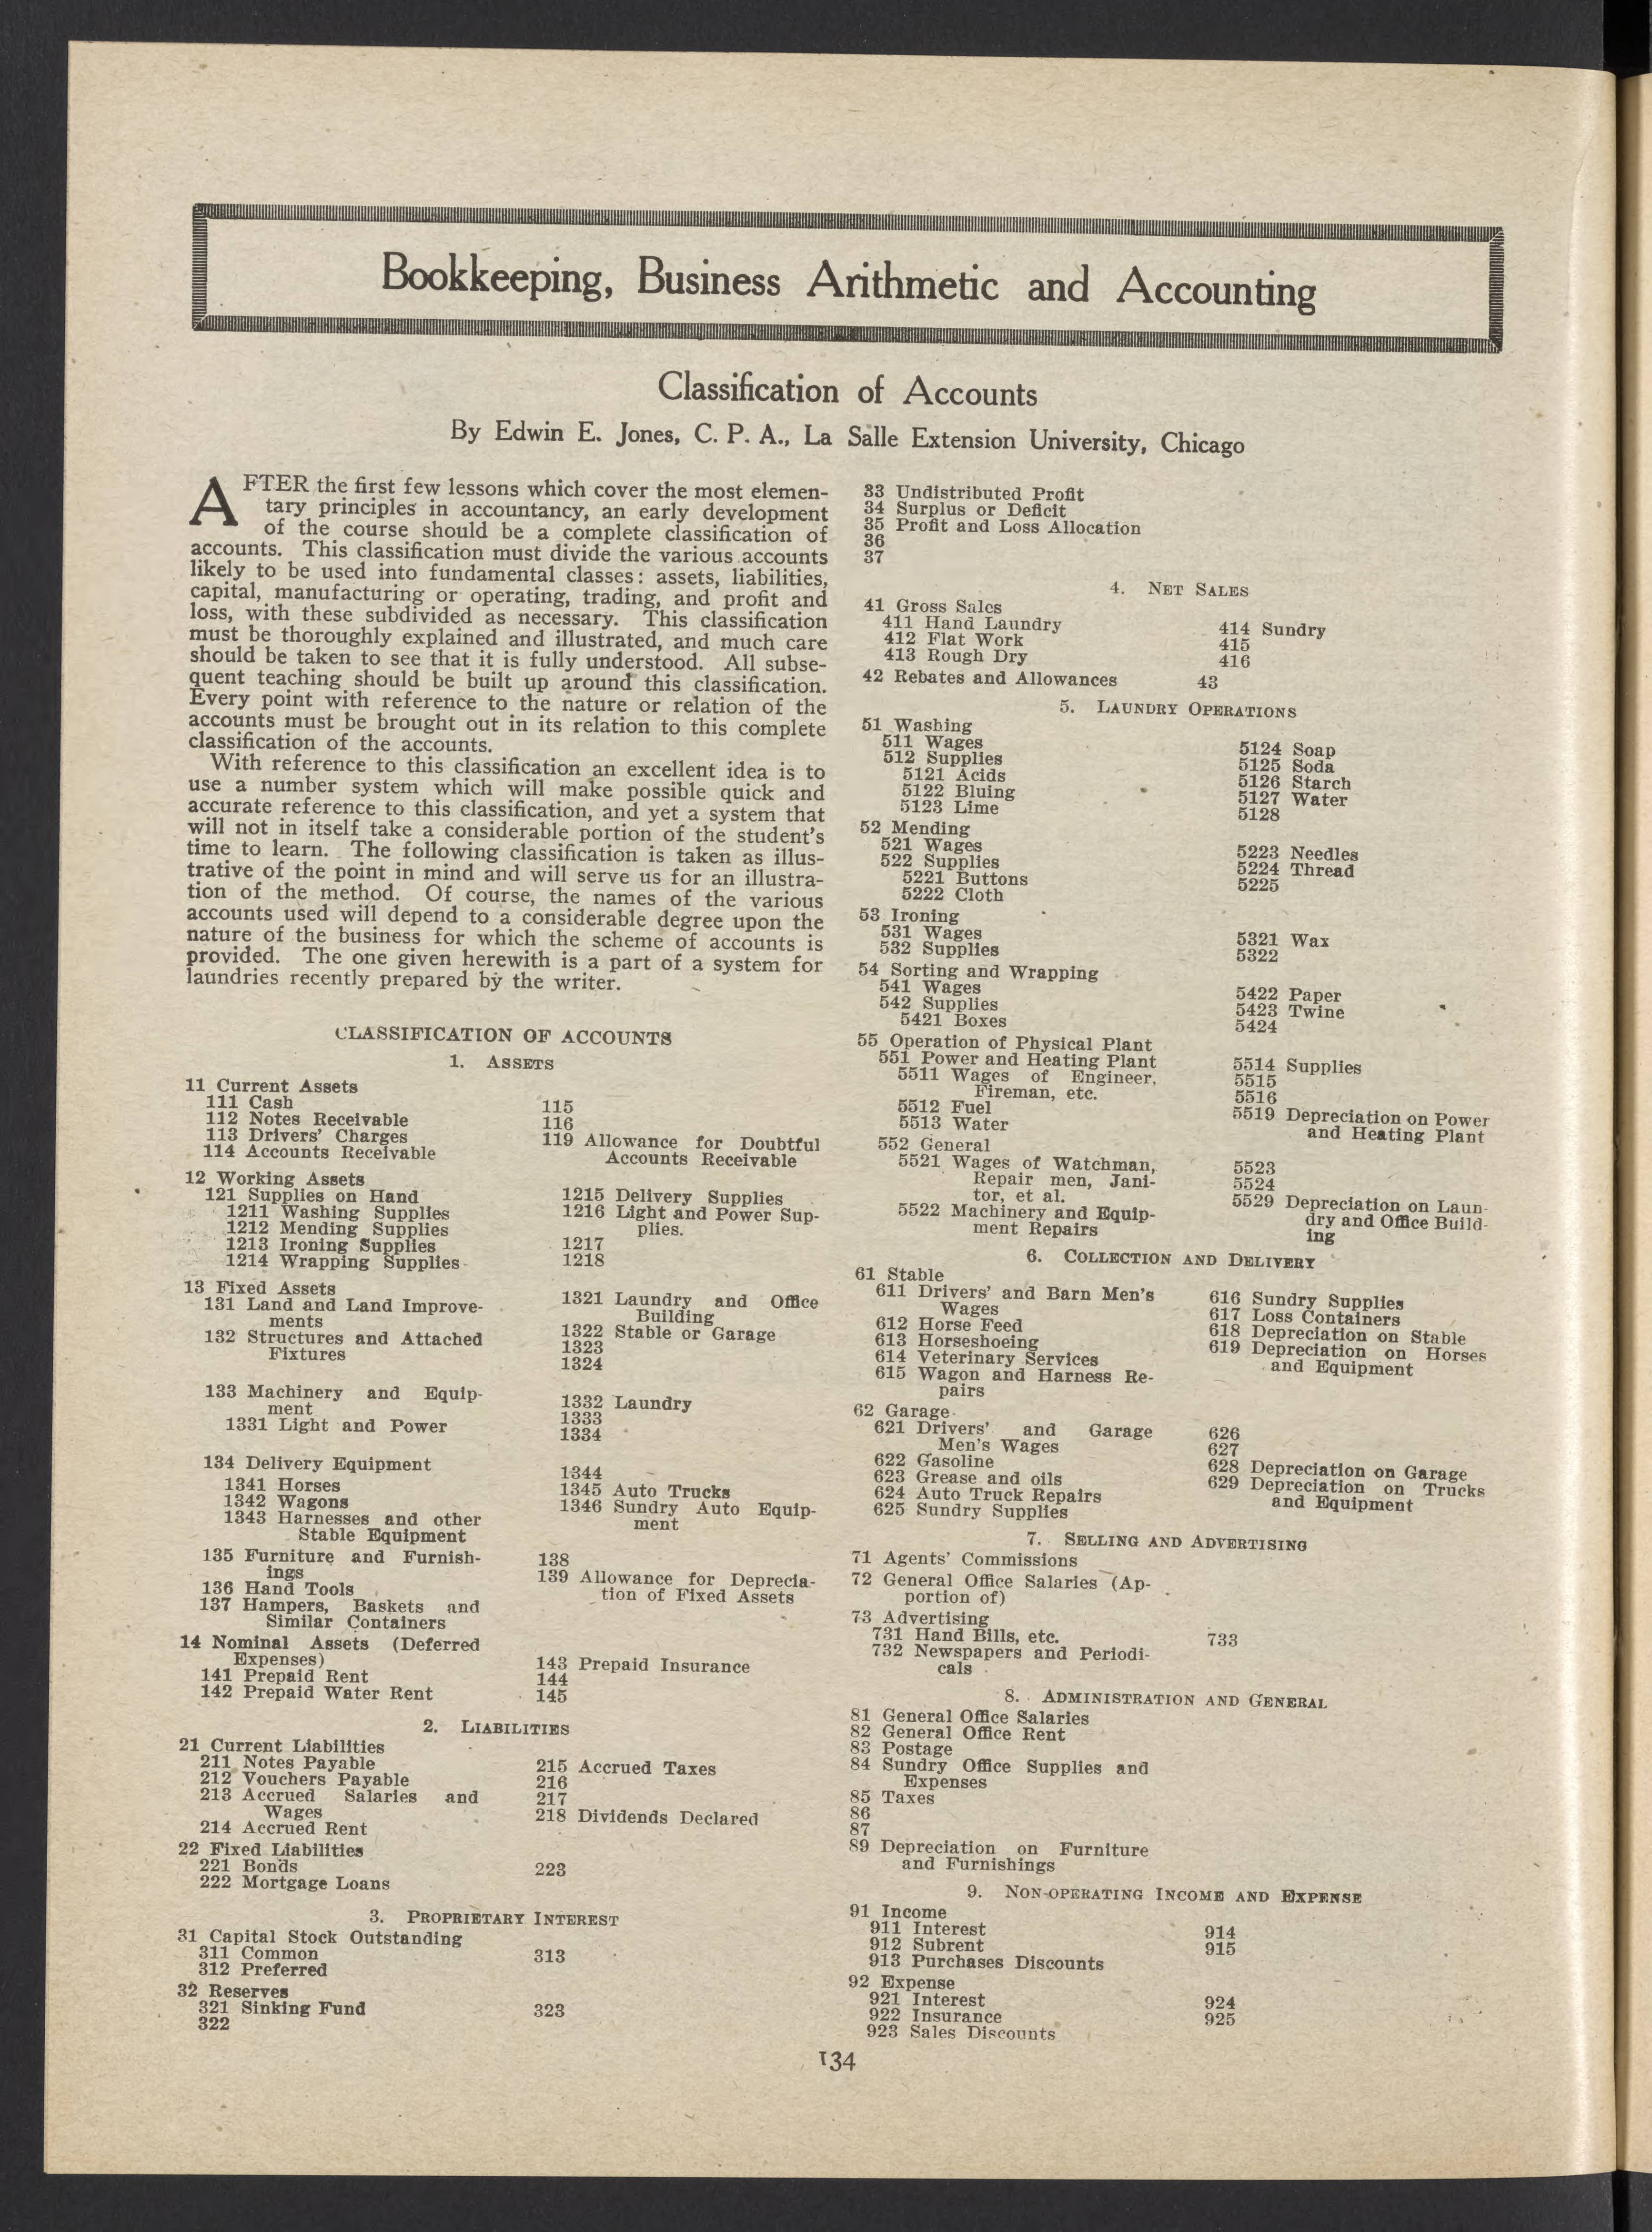 Bookkeeping, Business Arithmetic and Accounting
Classification of Accounts
By Edwin E. Jones, C. P. A., La Salle Extension University, Chicago
AFTER the first few lessons which cover the most elemen-
tary principles in accountancy, an early development
of the course should be a complete classification of
accounts. This classification must divide the various accounts
likely to be used into fundamental classes: assets, liabilities,
capital, manufacturing or operating, trading, and profit and
loss, with these subdivided as necessary. This classification
must be thoroughly explained and illustrated, and much care
should be taken to see that it is fully understood. All subse-
quent teaching should be built up around this classification.
Every point with reference to the nature or relation of the
accounts must be brought out in its relation to this complete
classification of the accounts.
With reference to this classification an excellent idea is to
use a number system which will make possible quick and
accurate reference to this classification, and yet a system that
will not in itself take a considerable portion of the student's
time to learn. The following classification is taken as illus-
trative of the point in mind and will serve us for an illustra-
tion of the method. Of course, the names of the various
accounts used will depend to a considerable degree upon the
nature of the business for which the scheme of accounts is
provided. The one given herewith is a part of a system for
laundries recently prepared by the writer.
CLASSIFICATION OF ACCOUNTS
1. ASSETS
11 Current Assets
111 Cash
112 Notes Receivable
113 Drivers' Charges
114 Accounts Receivable
115
116
119 Allowance for Doubtful
Accounts Receivable
12 Working Assets
121 Supplies on Hand
1211 Washing Supplies
1212 Mending Supplies
1213 Ironing Supplies
1214 Wrapping Supplies
1215 Delivery Supplies
1216 Light and Power Sup-
plies.
1217
1218
13 Fixed Assets
131 Land and Land Improve-
ments
132 Structures and Attached
Fixtures
1321 Laundry and Office
Building
1322 Stable or Garage
1323
1324
133 Machinery and Equip-
ment
1331 Light and Power
1332 Laundry
1333
1334
134 Delivery Equipment
1341 Horses
1342 Wagons
1343 Harnesses and other
Stable Equipment
1344
1345 Auto Trucks
1346 Sundry Auto Equip-
ment
135 Furniture and Furnish-
ings
136 Hand Tools
137 Hampers, Baskets and
Similar Containers
138
139 Allowance for Deprecia-
tion of Fixed Assets
14 Nominal Assets (Deferred
Expenses)
141 Prepaid Rent
142 Prepaid Water Rent
143 Prepaid Insurance
144
145
2. LIABILITIES
21 Current Liabilities
211 Notes Payable
212 Vouchers Payable
213 Accrued Salaries and
Wages
214 Accrued Rent
215 Accrued Taxes
216
217
218 Dividends Declared
22 Fixed Liabilities
221 Bonds
222 Mortgage Loans
223
3. PROPRIETARY INTEREST
31 Capital Stock Outstanding
311 Common
312 Preferred
313
32 Reserves
321 Sinking Fund
322
323
33 Undistributed Profit
34 Surplus or Deficit
35 Profit and Loss Allocation
36
37
4. NET SALES
41 Gross Sales
411 Hand Laundry
412 Flat Work
413 Rough Dry
414 Sundry
415
416
42 Rebates and Allowances
43
5. LAUNDRY OPERATIONS
51 Washing
511 Wages
512 Supplies
5121 Acids
5122 Bluing
5123 Lime
5124 Soap
5125 Soda
5126 Starch
5127 Water
5128
52 Mending
521 Wages
522 Supplies
5221 Buttons
5222 Cloth
5223 Needles
5224 Thread
5225
53 Ironing
531 Wages
532 Supplies
5321 Wax
5322
54 Sorting and Wrapping
541 Wages
542 Supplies
5421 Boxes
5422 Paper
5423 Twine
5424
55 Operation of Physical Plant
551 Power and Heating Plant
5511 Wages of Engineer,
Fireman, etc.
5512 Fuel
5513 Water
5514 Supplies
5515
5516
5519 Depreciation on Power
and Heating Plant
552 General
5521 Wages of Watchman,
Repair men, Jani-
tor, et al.
5522 Machinery and Equip-
ment Repairs
5523
5524
5529 Depreciation on Laun-
dry and Office Build-
ing
6. COLLECTION AND DELIVERY
61 Stable
611 Drivers' and Barn Men's
Wages
612 Horse Feed
613 Horseshoeing
614 Veterinary Services
615 Wagon and Harness Re-
pairs
616 Sundry Supplies
617 Loss Containers
618 Depreciation on Stable
619 Depreciation on Horses
and Equipment
62 Garage
621 Drivers' and Garage
Men's Wages
622 Gasoline
623 Grease and oils
624 Auto Truck Repairs
625 Sundry Supplies
626
627
628 Depreciation on Garage
629 Depreciation on Trucks
and Equipment
7. SELLING AND ADVERTISING
71 Agents' Commissions
72 General Office Salaries (Ap-
portion of)
73 Advertising
731 Hand Bills, etc.
732 Newspapers and Periodi-
cals
733
8. ADMINISTRATION AND GENERAL
81 General Office Salaries
82 General Office Rent
83 Postage
84 Sundry Office Supplies and
Expenses
85 Taxes
86
87
89 Depreciation on Furniture
and Furnishings
9. NON-OPERATING INCOME AND EXPENSE
91 Income
911 Interest
912 Subrent
913 Purchases Discounts
914
915
92 Expense
921 Interest
922 Insurance
923 Sales Discounts
924
925
134